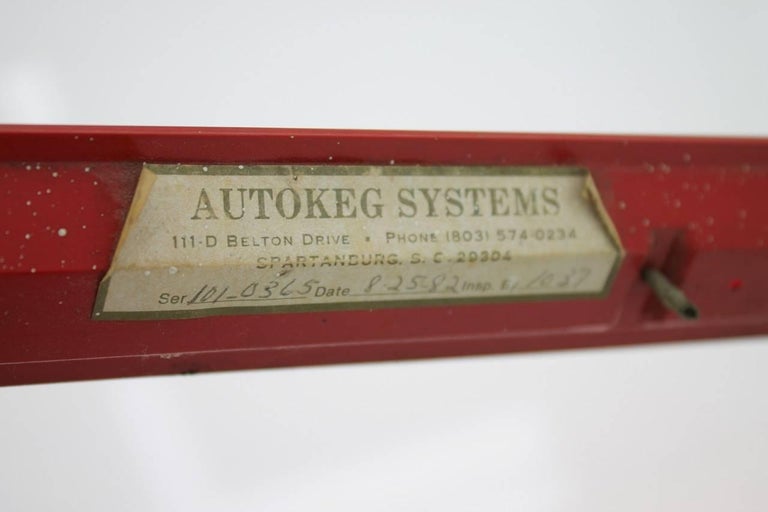 AUTOKEG SYSTEMS
111-D BELTON DRIVE • PHONE (803) 574-0234
SPARTANBURG, S. C. 29304
Ser. 101-0365 Date 8-25-82 Insp. By 1037